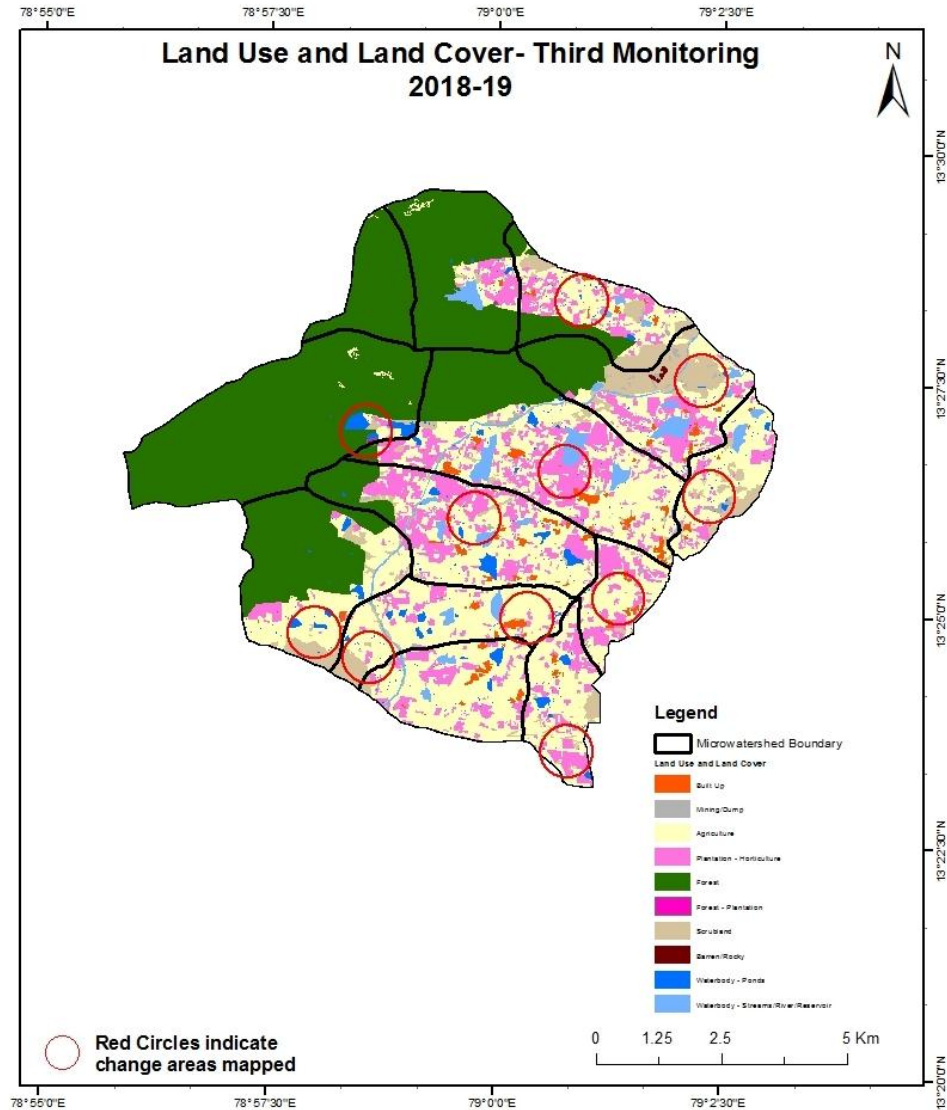 78°55'0"E 78°57'30"E 79°0'0"E 79°2'30"E
Land Use and Land Cover- Third Monitoring
2018-19
N
13°30'0"N
13°27'30"N
13°25'0"N
13°22'30"N
13°20'0"N
Legend
Microwatershed Boundary
Land Use and Land Cover
Built Up
Mining/Dump
Agriculture
Plantation - Horticulture
Forest
Forest - Plantation
Scrubland
Barren/Rocky
Waterbody - Ponds
Waterbody - Streams/River/Reservoir
Red Circles indicate
change areas mapped
0 1.25 2.5 5 Km
78°55'0"E 78°57'30"E 79°0'0"E 79°2'30"E